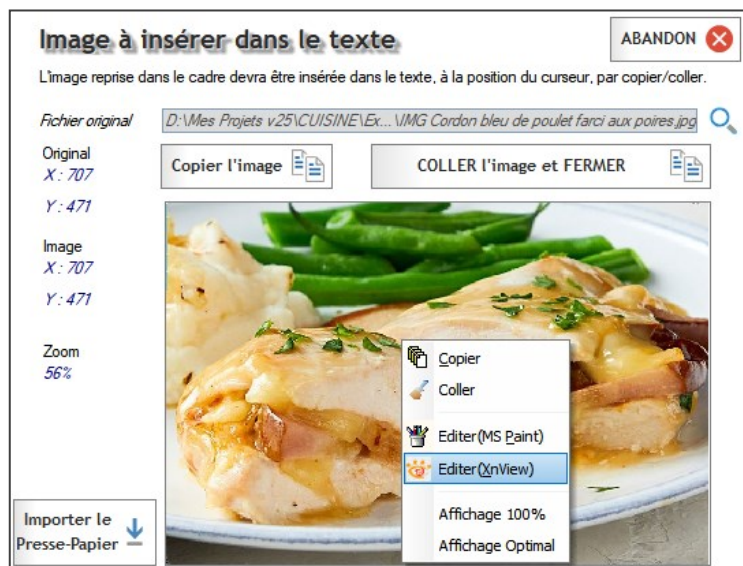 Image à insérer dans le texte
ABANDON
L'image reprise dans le cadre devra être insérée dans le texte, à la position du curseur, par copier/coller.
Fichier original
D:\Mes Projets v25\CUISINE\Ex...\IMG Cordon bleu de poulet farci aux poires.jpg
Original
X : 707
Y : 471
Copier l'image
COLLER l'image et FERMER
Image
X : 707
Y : 471
Zoom
56%
Copier
Coller
Editer(MS Paint)
Editer(XnView)
Affichage 100%
Affichage Optimal
Importer le
Presse-Papier